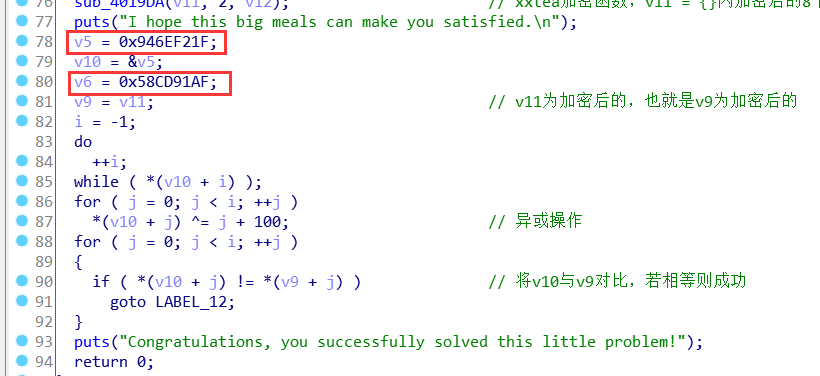 76 sub_4019DA(v11, 2, v12); // xxtea加密函数，v11 = {}内加密后的8个
77 puts("I hope this big meals can make you satisfied.\n");
78 v5 = 0x946EF21F;
79 v10 = &v5;
80 v6 = 0x58CD91AF;
81 v9 = v11; // v11为加密后的，也就是v9为加密后的
82 i = -1;
83 do
84 ++i;
85 while ( *(v10 + i) );
86 for ( j = 0; j < i; ++j )
87 *(v10 + j) ^= j + 100; // 异或操作
88 for ( j = 0; j < i; ++j )
89 {
90 if ( *(v10 + j) != *(v9 + j) ) // 将v10与v9对比，若相等则成功
91 goto LABEL_12;
92 }
93 puts("Congratulations, you successfully solved this little problem!");
94 return 0;